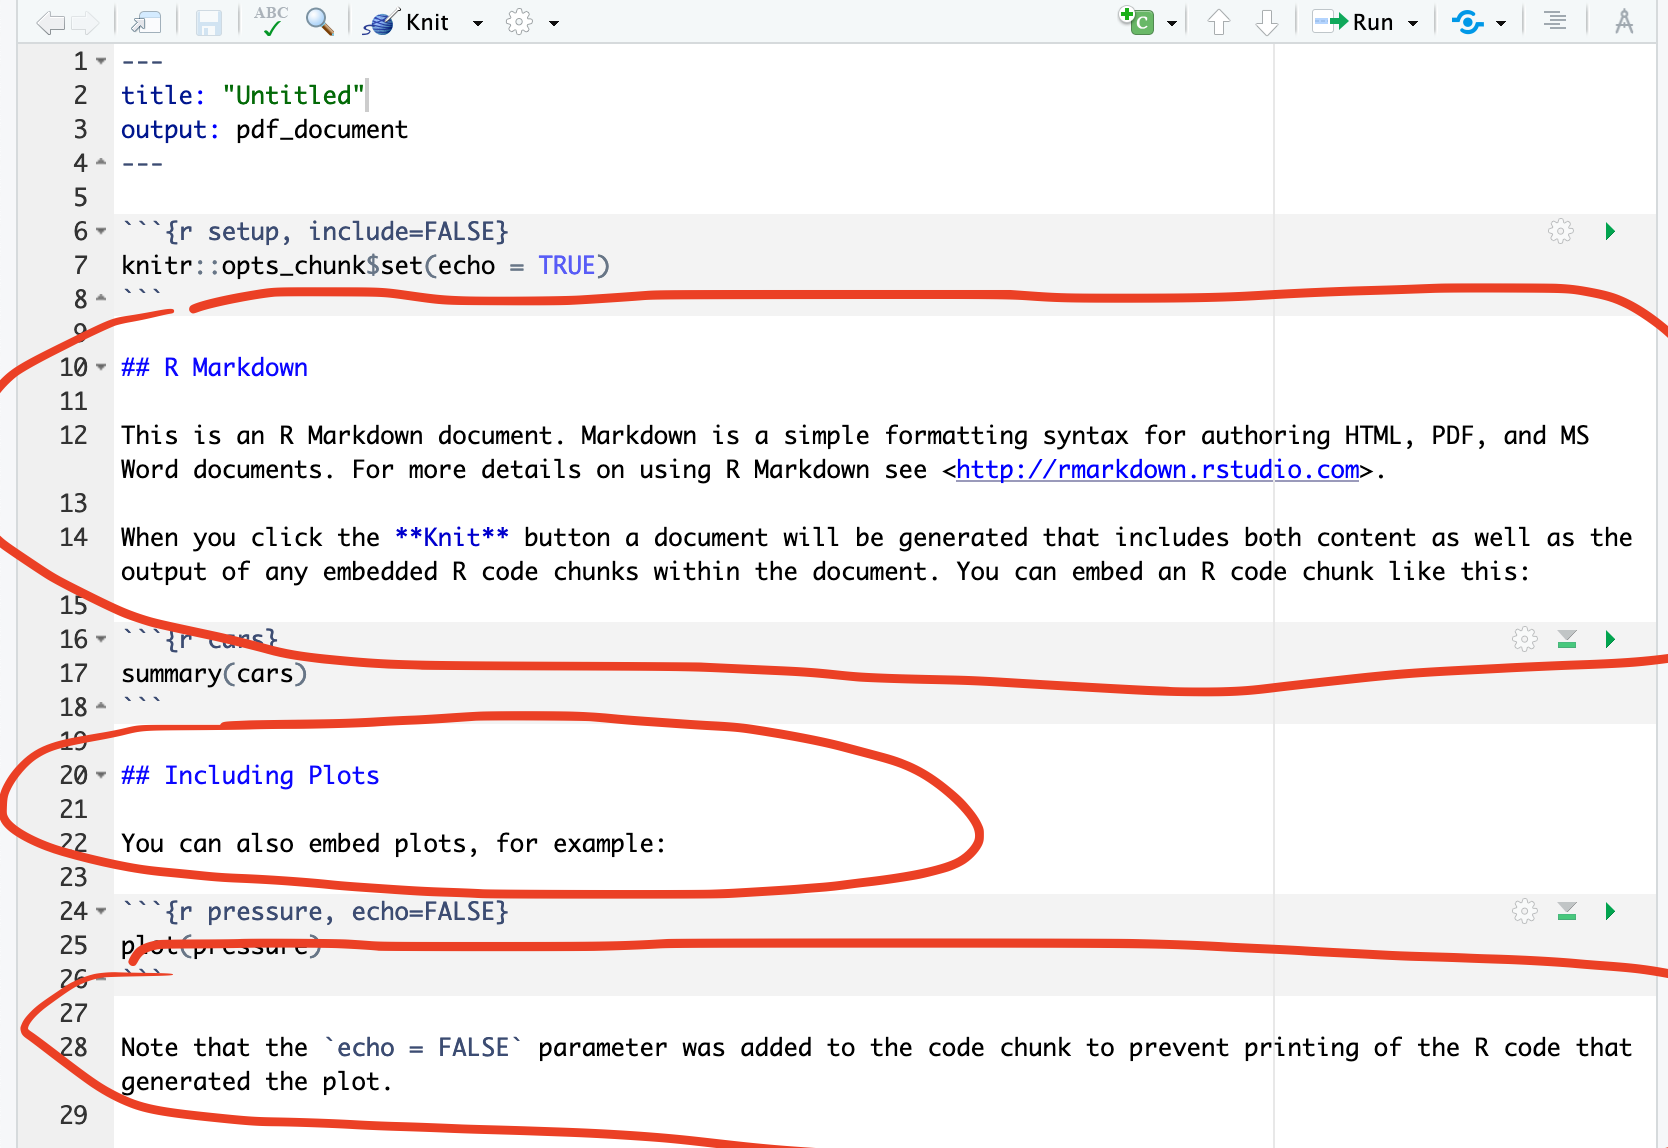 ABC Knit C Run
1 ---
2 title: "Untitled"
3 output: pdf_document
4 ---
5
6 ```{r setup, include=FALSE}
7 knitr::opts_chunk$set(echo = TRUE)
8 ```
9
10 ## R Markdown
11
12 This is an R Markdown document. Markdown is a simple formatting syntax for authoring HTML, PDF, and MS
Word documents. For more details on using R Markdown see <http://rmarkdown.rstudio.com>.
13
14 When you click the **Knit** button a document will be generated that includes both content as well as the
output of any embedded R code chunks within the document. You can embed an R code chunk like this:
15
16 ```{r cars}
17 summary(cars)
18 ```
19
20 ## Including Plots
21
22 You can also embed plots, for example:
23
24 ```{r pressure, echo=FALSE}
25 plot(pressure)
26 ```
27
28 Note that the `echo = FALSE` parameter was added to the code chunk to prevent printing of the R code that
generated the plot.
29